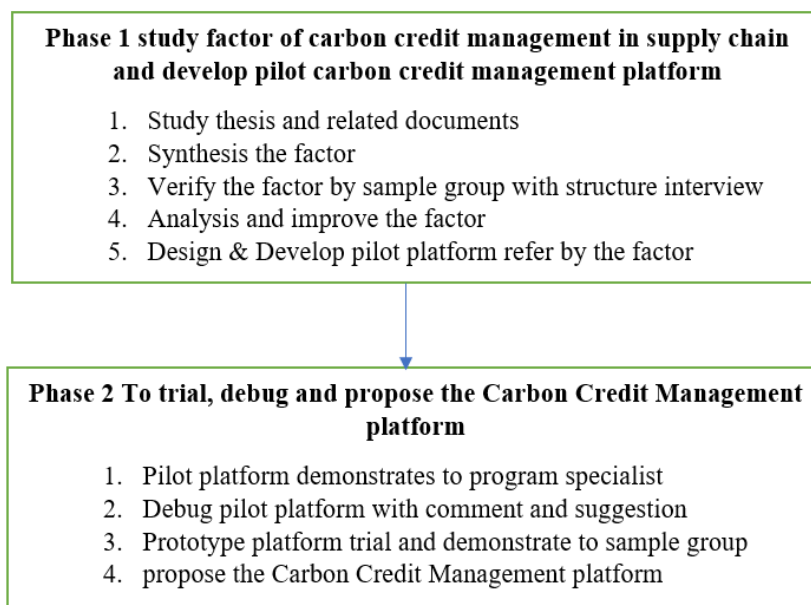 Phase 1 study factor of carbon credit management in supply chain
and develop pilot carbon credit management platform
1. Study thesis and related documents
2. Synthesis the factor
3. Verify the factor by sample group with structure interview
4. Analysis and improve the factor
5. Design & Develop pilot platform refer by the factor
Phase 2 To trial, debug and propose the Carbon Credit Management
platform
1. Pilot platform demonstrates to program specialist
2. Debug pilot platform with comment and suggestion
3. Prototype platform trial and demonstrate to sample group
4. propose the Carbon Credit Management platform